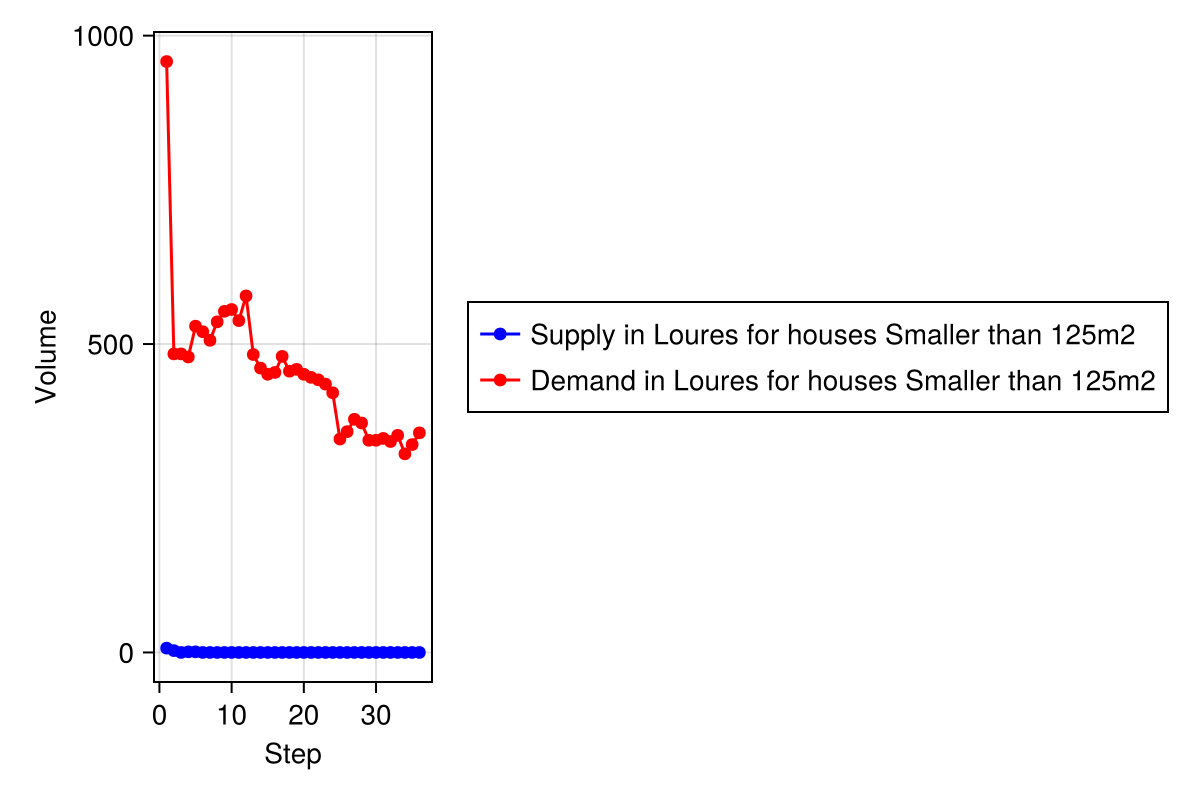 1000
500
0
Volume
0 10 20 30
Step
Supply in Loures for houses Smaller than 125m2
Demand in Loures for houses Smaller than 125m2